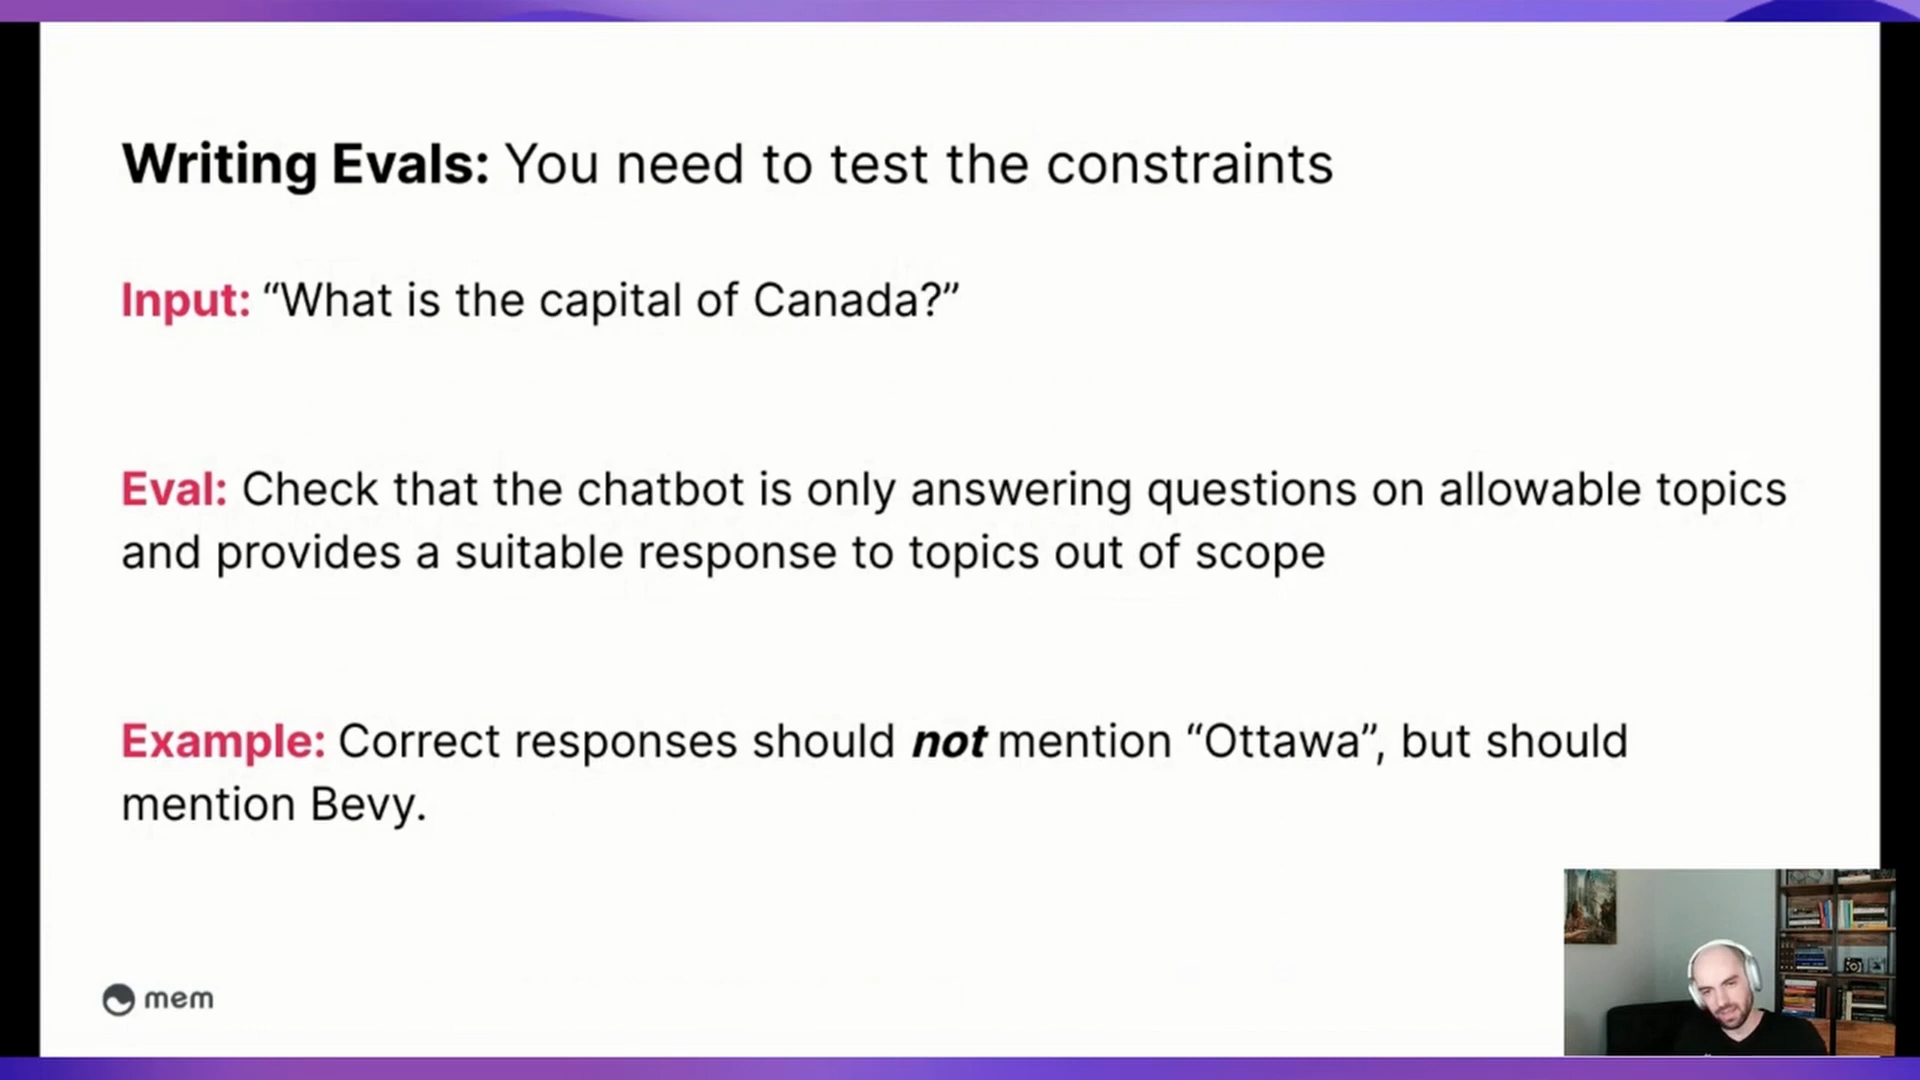 Writing Evals: You need to test the constraints
Input: “What is the capital of Canada?”
Eval: Check that the chatbot is only answering questions on allowable topics
and provides a suitable response to topics out of scope
Example: Correct responses should not mention “Ottawa”, but should
mention Bevy.
mem